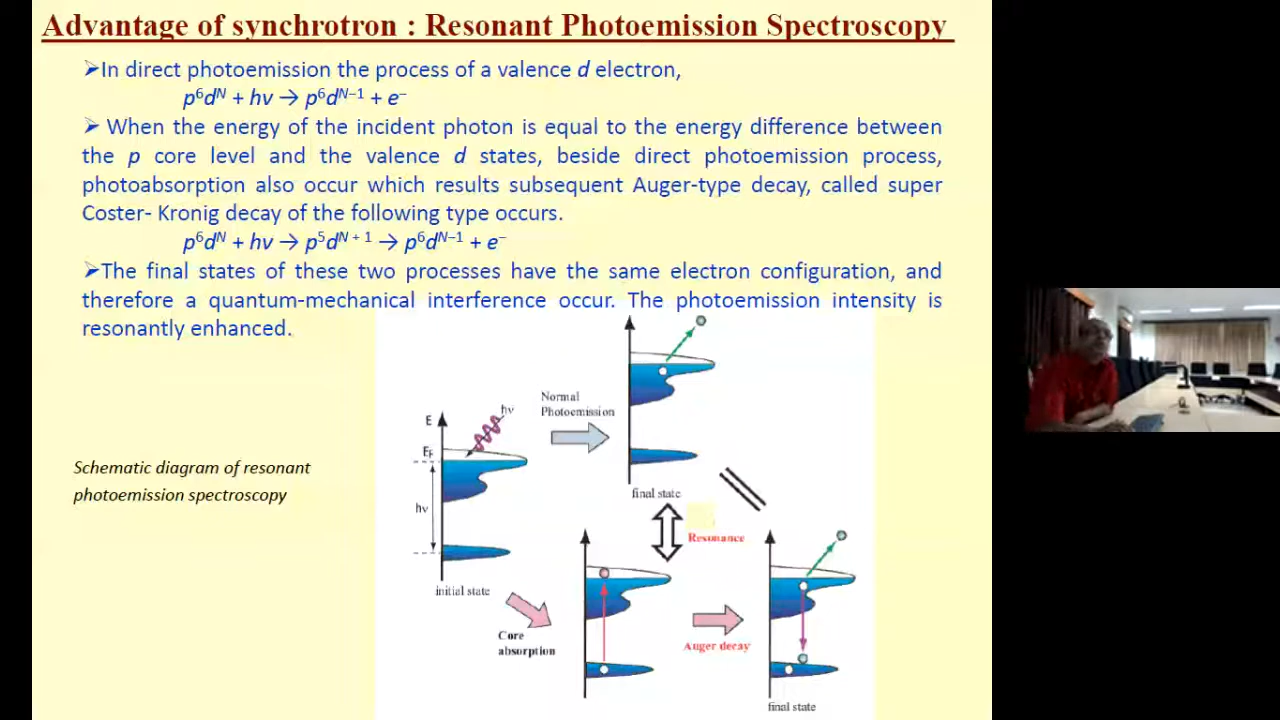 Advantage of synchrotron : Resonant Photoemission Spectroscopy
➢In direct photoemission the process of a valence d electron,
p⁶dᴺ + hν → p⁶dᴺ⁻¹ + e⁻
➢ When the energy of the incident photon is equal to the energy difference between
the p core level and the valence d states, beside direct photoemission process,
photoabsorption also occur which results subsequent Auger-type decay, called super
Coster- Kronig decay of the following type occurs.
p⁶dᴺ + hν → p⁵dᴺ ⁺ ¹ → p⁶dᴺ⁻¹ + e⁻
➢The final states of these two processes have the same electron configuration, and
therefore a quantum-mechanical interference occur. The photoemission intensity is
resonantly enhanced.
Schematic diagram of resonant
photoemission spectroscopy
E
hν
E_F
hν
initial state
Normal
Photoemission
final state
Resonance
Core
absorption
Auger decay
final state